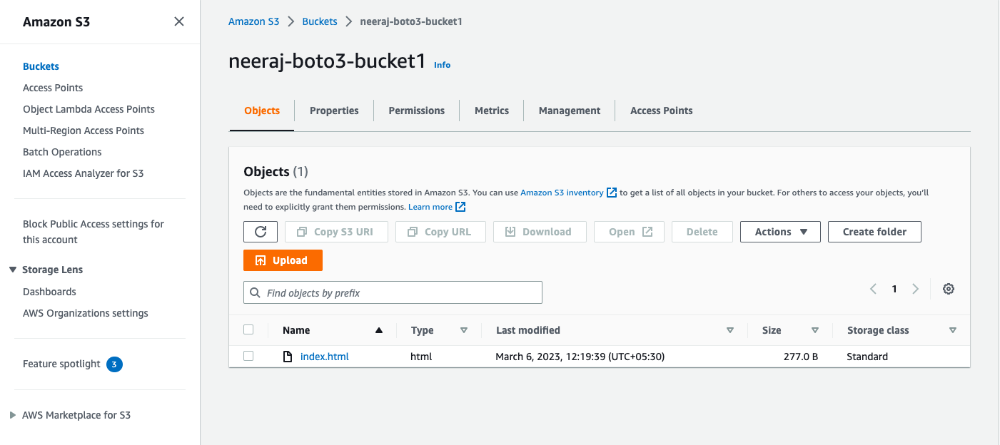 Amazon S3
Buckets
Access Points
Object Lambda Access Points
Multi-Region Access Points
Batch Operations
IAM Access Analyzer for S3
Block Public Access settings for
this account
Storage Lens
Dashboards
AWS Organizations settings
Feature spotlight 3
AWS Marketplace for S3
Amazon S3 Buckets neeraj-boto3-bucket1
neeraj-boto3-bucket1 Info
Objects Properties Permissions Metrics Management Access Points
Objects (1)
Objects are the fundamental entities stored in Amazon S3. You can use Amazon S3 inventory to get a list of all objects in your bucket. For others to access your objects, you'll
need to explicitly grant them permissions. Learn more
Copy S3 URI Copy URL Download Open Delete Actions Create folder
Upload
Find objects by prefix
1
Name Type Last modified Size Storage class
index.html html March 6, 2023, 12:19:39 (UTC+05:30) 277.0 B Standard